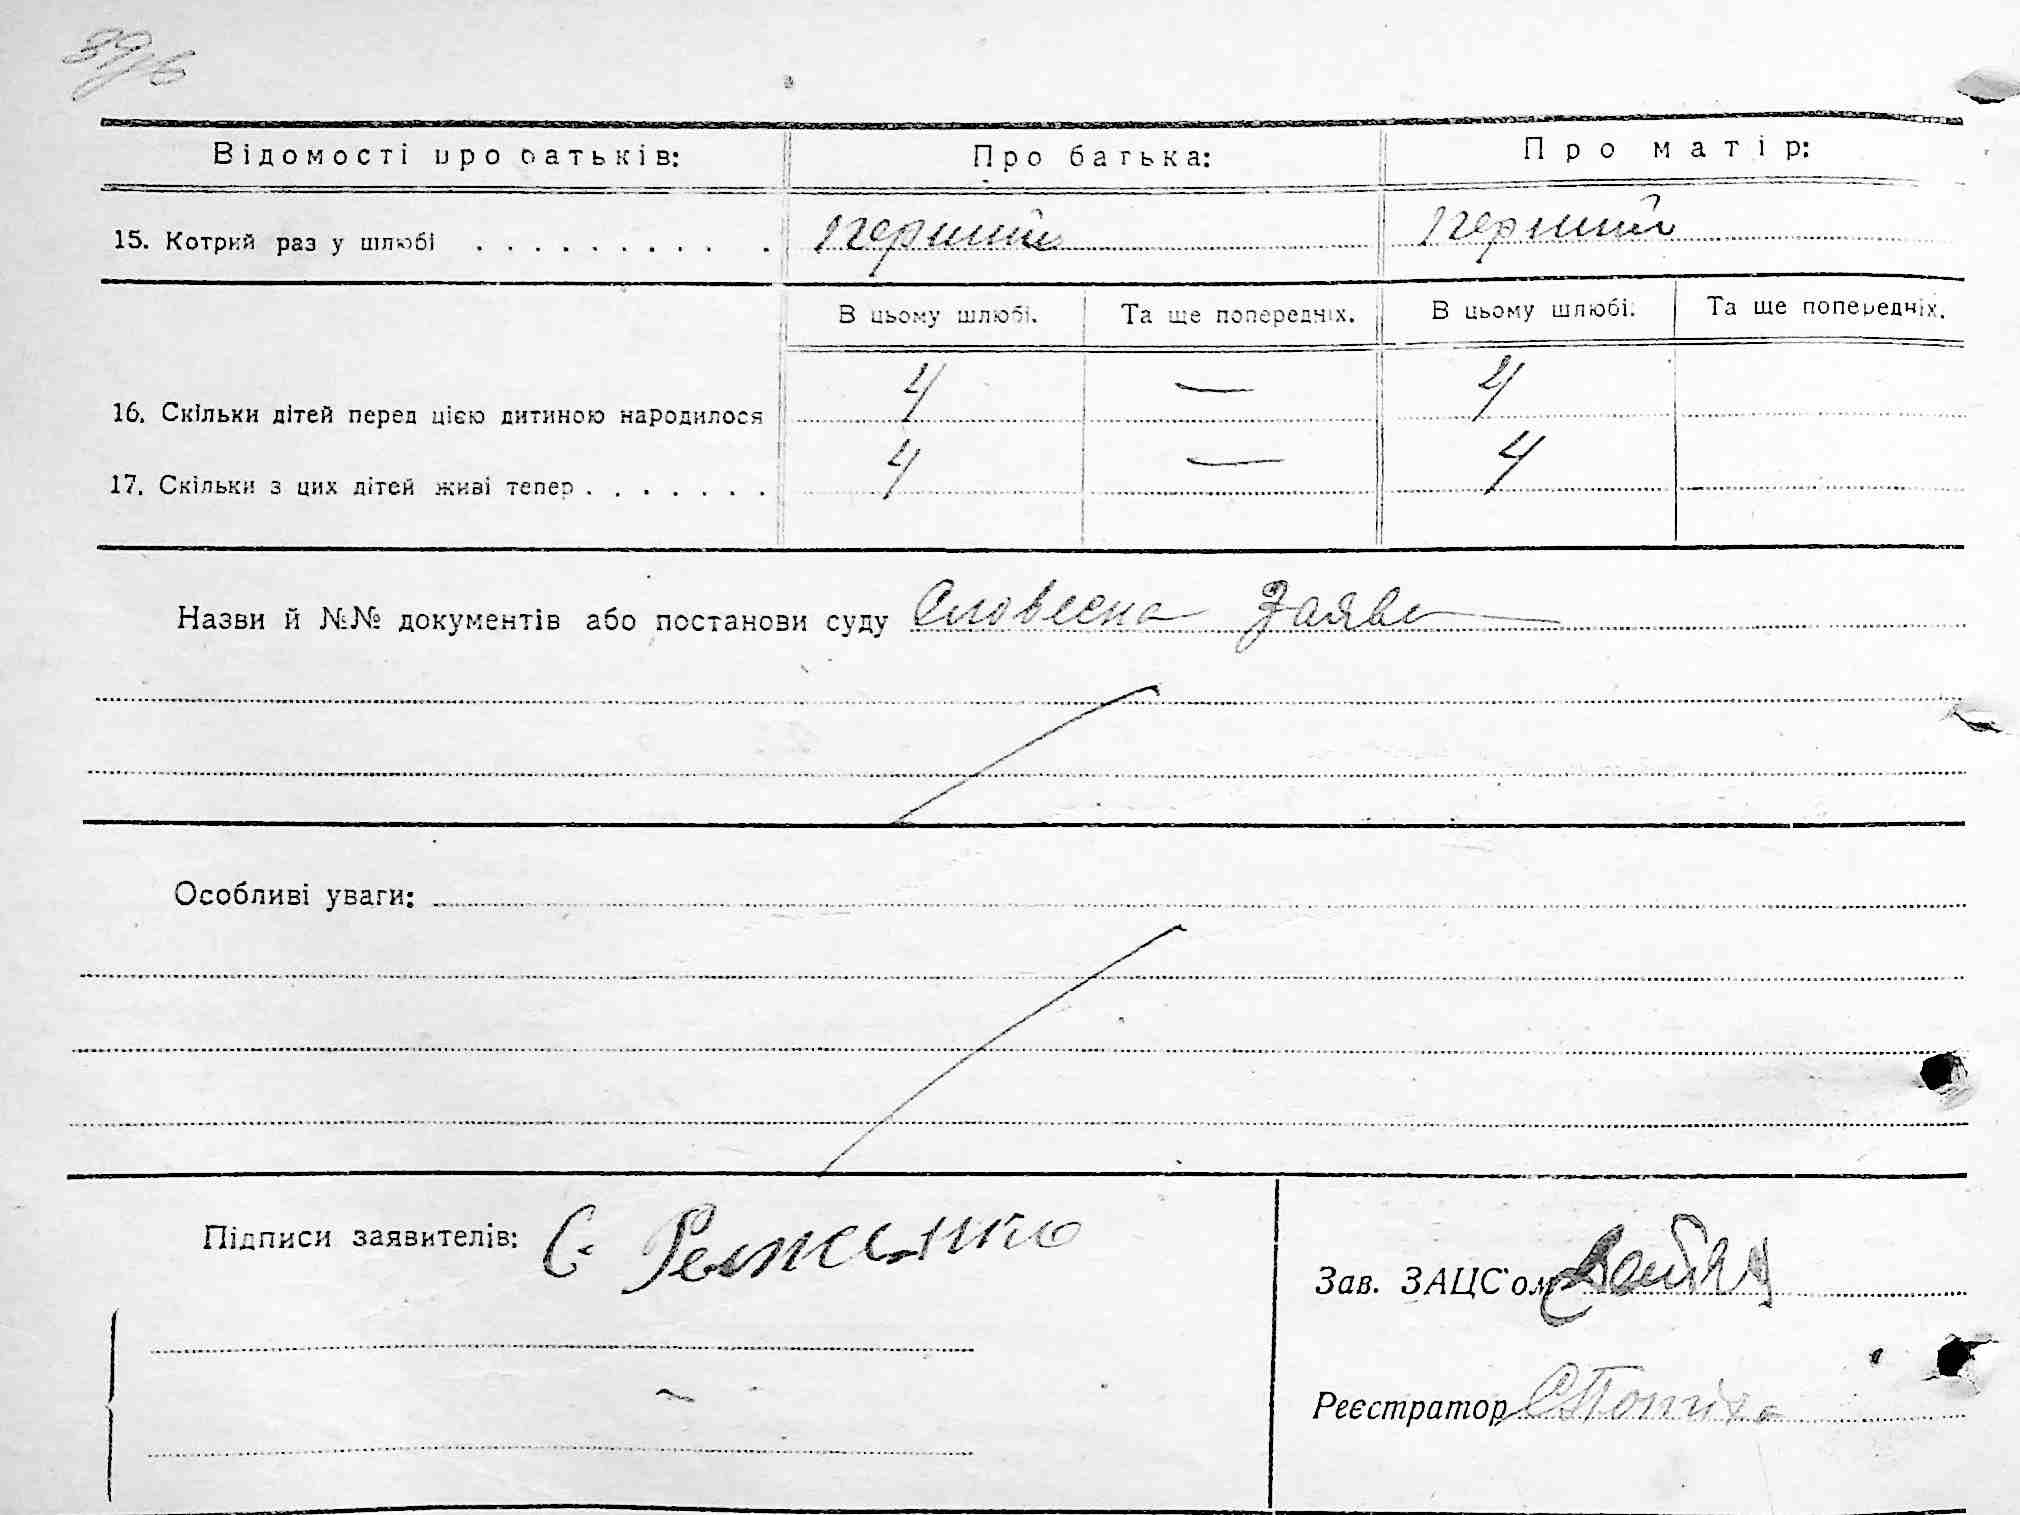 39/6
Відомості про батьків: Про батька: Про матір:
15. Котрий раз у шлюбі . . . . . . . . . . перший перший
В цьому шлюбі. Та ще попередніх. В цьому шлюбі. Та ще попередніх.
16. Скільки дітей перед цією дитиною народилося 4 — 4
17. Скільки з цих дітей живі тепер . . . . . . . 4 — 4
Назви й №№ документів або постанови суду Словесна Заява
Особливі уваги:
Підписи заявителів: С.
Зав. ЗАЦС'ом
Реєстратор